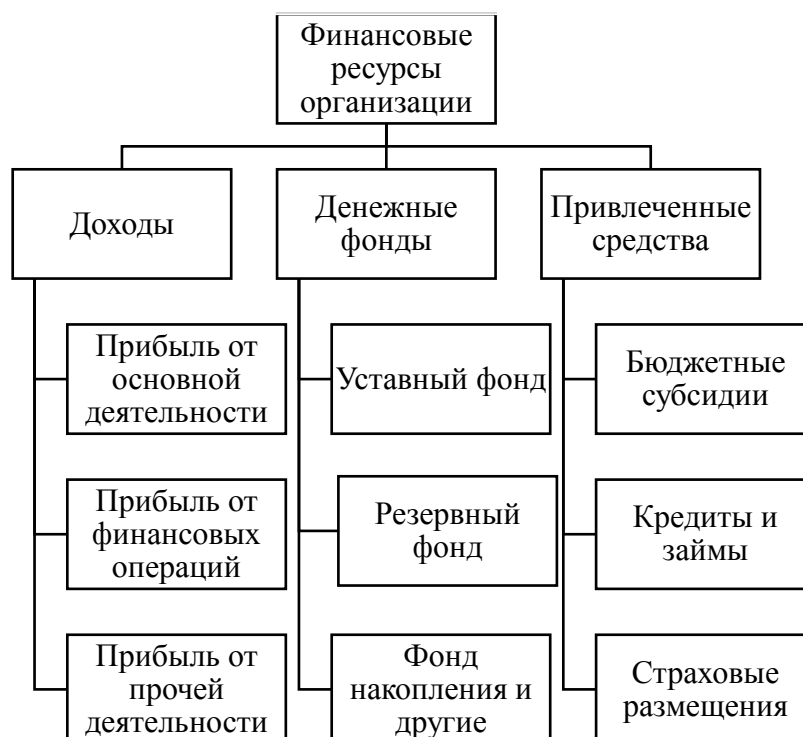 Финансовые
ресурсы
организации
Доходы
Денежные
фонды
Привлеченные
средства
Прибыль от
основной
деятельности
Уставный фонд
Бюджетные
субсидии
Прибыль от
финансовых
операций
Резервный
фонд
Кредиты и
займы
Прибыль от
прочей
деятельности
Фонд
накопления и
другие
Страховые
размещения